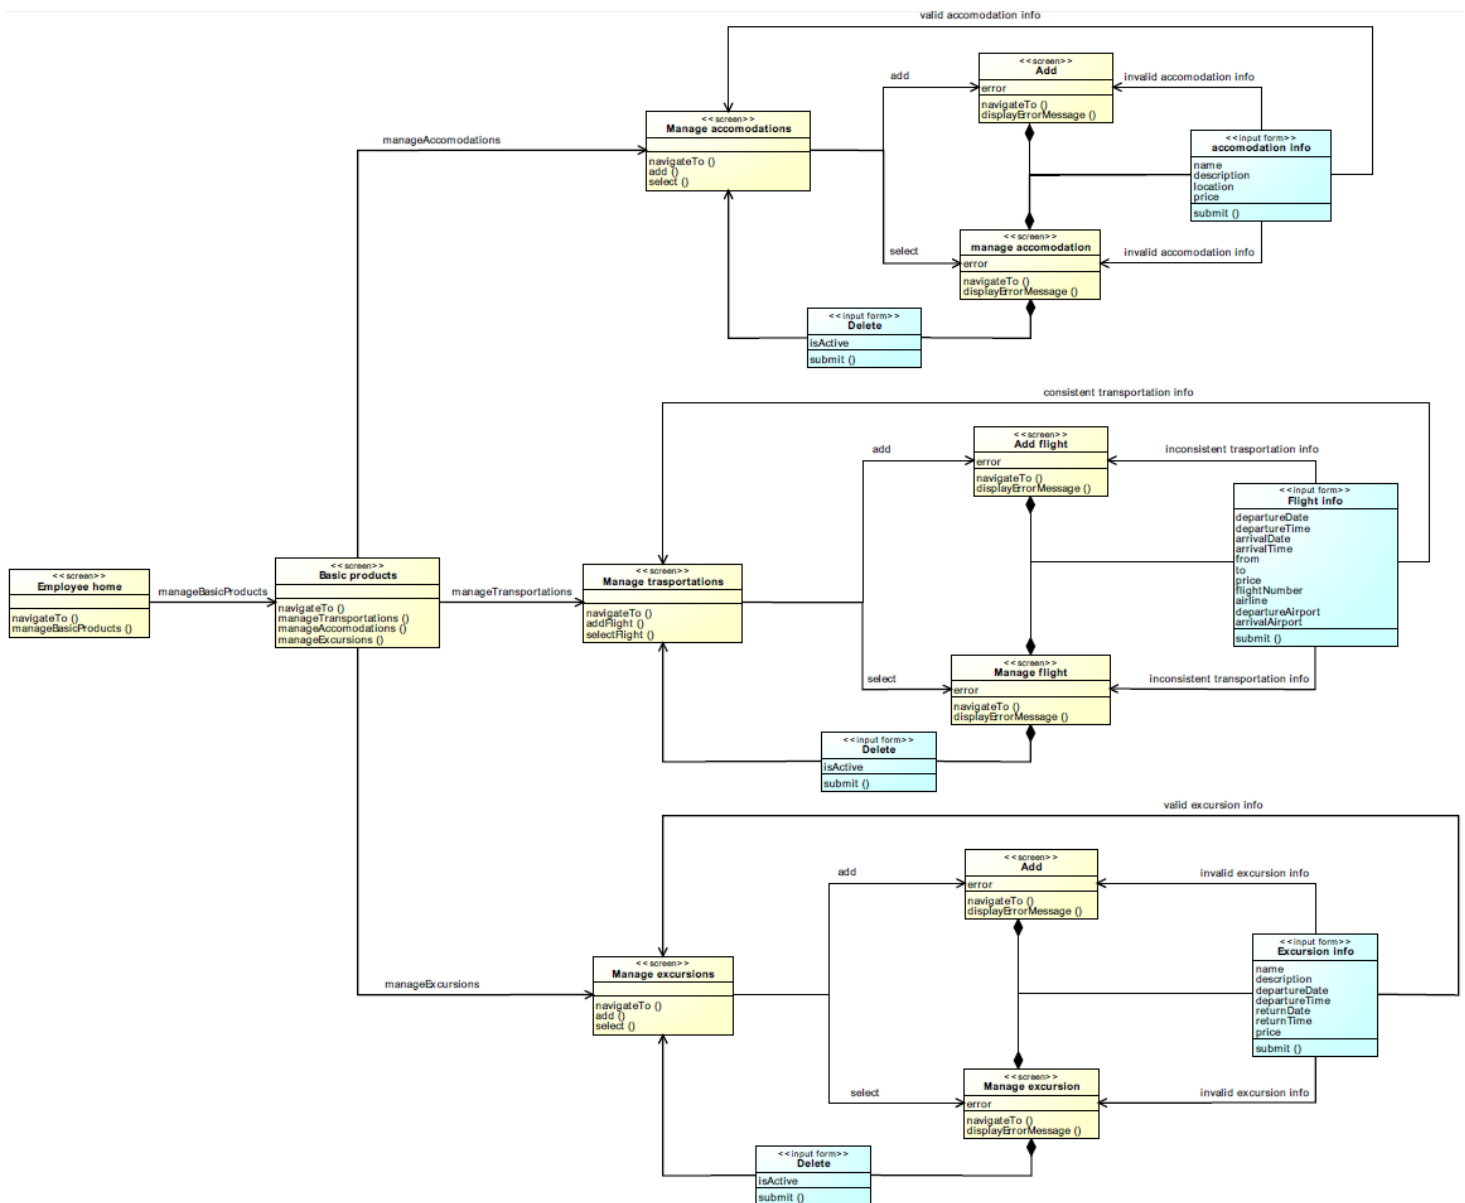 valid accomodation info
<<screen>>
Add
error
navigateTo ()
displayErrorMessage ()
add
invalid accomodation info
<<screen>>
Manage accomodations
navigateTo ()
add ()
select ()
manageAccomodations
<<input form>>
accomodation info
name
description
location
price
submit ()
select
<<screen>>
manage accomodation
error
navigateTo ()
displayErrorMessage ()
invalid accomodation info
<<input form>>
Delete
isActive
submit ()
consistent transportation info
<<screen>>
Add flight
error
navigateTo ()
displayErrorMessage ()
add
inconsistent trasportation info
<<input form>>
Flight info
departureDate
departureTime
arrivalDate
arrivalTime
from
to
price
flightNumber
airline
departureAirport
arrivalAirport
submit ()
<<screen>>
Employee home
navigateTo ()
manageBasicProducts ()
manageBasicProducts
<<screen>>
Basic products
navigateTo ()
manageTransportations ()
manageAccomodations ()
manageExcursions ()
manageTransportations
<<screen>>
Manage trasportations
navigateTo ()
addFlight ()
selectFlight ()
select
<<screen>>
Manage flight
error
navigateTo ()
displayErrorMessage ()
inconsistent transportation info
<<input form>>
Delete
isActive
submit ()
valid excursion info
<<screen>>
Add
error
navigateTo ()
displayErrorMessage ()
add
invalid excursion info
<<input form>>
Excursion info
name
description
departureDate
departureTime
returnDate
returnTime
price
submit ()
manageExcursions
<<screen>>
Manage excursions
navigateTo ()
add ()
select ()
select
<<screen>>
Manage excursion
error
navigateTo ()
displayErrorMessage ()
invalid excursion info
<<input form>>
Delete
isActive
submit ()